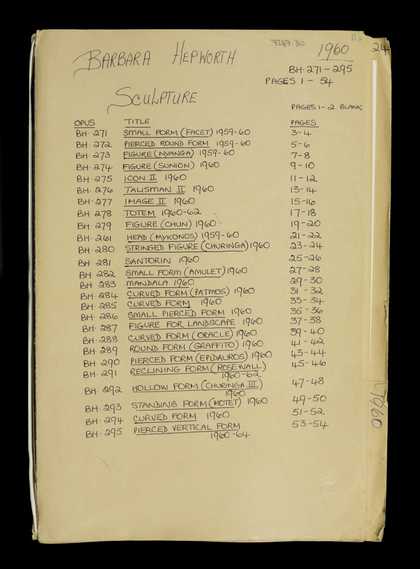 BARBARA HEPWORTH
1960
24
BH·271-295
PAGES 1 - 54
SCULPTURE
PAGES 1-2 BLANK
OPUS TITLE PAGES
BH·271 SMALL FORM (FACET) 1959-60 3-4
BH·272 PIERCED ROUND FORM 1959-60 5-6
BH·273 FIGURE (NYANGA) 1959-60 7-8
BH·274 FIGURE (SUNION) 1960 9-10
BH·275 ICON II 1960 11-12
BH·276 TALISMAN II 1960 13-14
BH·277 IMAGE II 1960 15-16
BH·278 TOTEM 1960-62 17-18
BH·279 FIGURE (CHUN) 1960 19-20
BH·261 HEAD (MYKONOS) 1959-60 21-22
BH·280 STRINGED FIGURE (CHURINGA) 1960 23-24
BH·281 SANTORIN 1960 25-26
BH·282 SMALL FORM (AMULET) 1960 27-28
BH·283 MANDALA 1960 29-30
BH·284 CURVED FORM (PATMOS) 1960 31-32
BH·285 CURVED FORM 1960 33-34
BH·286 SMALL PIERCED FORM 1960 35-36
BH·287 FIGURE FOR LANDSCAPE 1960 37-38
BH·288 CURVED FORM (ORACLE) 1960 39-40
BH·289 ROUND FORM (GRAFFITO) 1960 41-42
BH·290 PIERCED FORM (EPIDAUROS) 1960 43-44
BH·291 RECLINING FORM (ROSEWALL) 45-46
1960-62
BH·292 HOLLOW FORM (CHURINGA III) 47-48
1960
BH·293 STANDING FORM (MOTET) 1960 49-50
BH·294 CURVED FORM 1960 51-52
BH·295 PIERCED VERTICAL FORM 53-54
1960-64
1960